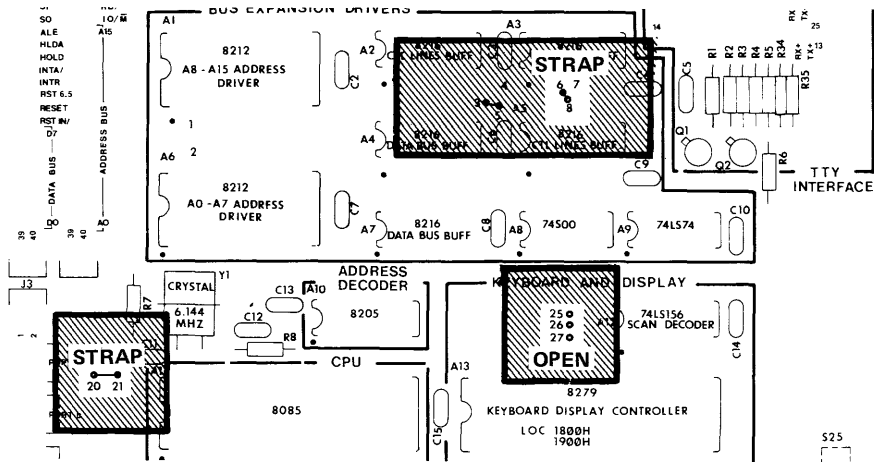 BUS EXPANSION DRIVERS
SO
ALE
HLDA
HOLD
INTA/
INTR
RST 6.5
RESET
RST IN/
D7
DATA BUS
D0
IO/M
A15
ADDRESS BUS
A0
39
40
39
40
A1
8212
A8 - A15 ADDRESS
DRIVER
C2
1
2
A6
8212
A0 - A7 ADDRESS
DRIVER
C7
A2
A3
8216
8216
STRAP
3
4
5
6 7
8
14
A4
8216
DATA BUS BUFF
8216
CTL LINES BUFF
C9
A7
8216
DATA BUS BUFF
C8
A8
74S00
A9
74LS74
C10
C5
R1
R2
R3
R4
R5
R34
R35
RX
TX-
25
RX+
TX+ 13
Q1
Q2
R6
TTY
INTERFACE
J3
1
2
R7
CRYSTAL
Y1
6.144
MHZ
C13
C12
R8
ADDRESS
DECODER
A10
8205
KEYBOARD AND DISPLAY
25
26
27
OPEN
74LS156
SCAN DECODER
C14
STRAP
20 21
CPU
8085
C15
A13
8279
KEYBOARD DISPLAY CONTROLLER
LOC 1800H
1900H
S25